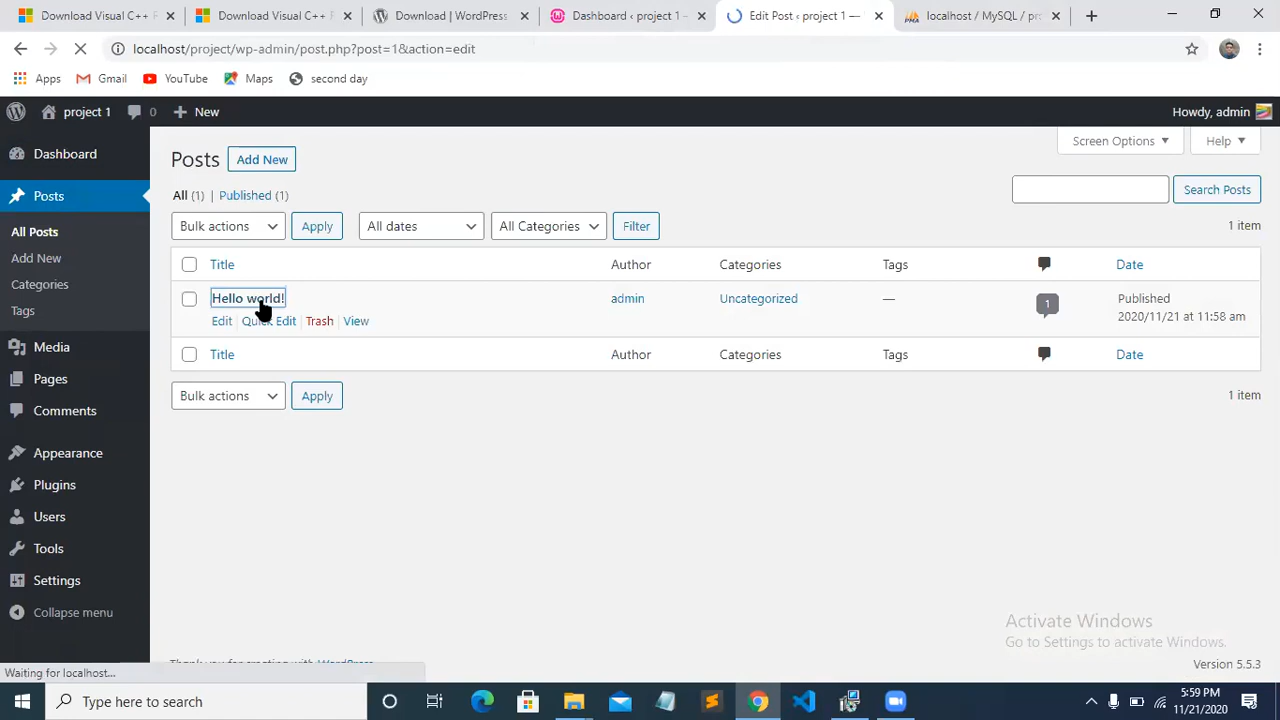 Download Visual C++ F
Download Visual C++ F
Download | WordPress
Dashboard ‹ project 1 —
Edit Post ‹ project 1 —
localhost / MySQL / pro
localhost/project/wp-admin/post.php?post=1&action=edit
Apps
Gmail
YouTube
Maps
second day
project 1
0
New
Howdy, admin
Dashboard
Posts
All Posts
Add New
Categories
Tags
Media
Pages
Comments
Appearance
Plugins
Users
Tools
Settings
Collapse menu
Screen Options
Help
Posts
Add New
All (1) | Published (1)
Search Posts
Bulk actions
Apply
All dates
All Categories
Filter
1 item
Title
Author
Categories
Tags
Date
Hello world!
admin
Uncategorized
—
1
Published
2020/11/21 at 11:58 am
Edit | Quick Edit | Trash | View
Title
Author
Categories
Tags
Date
Bulk actions
Apply
1 item
Activate Windows
Go to Settings to activate Windows.
Thank you for creating with WordPress
Version 5.5.3
Waiting for localhost...
Type here to search
5:59 PM
11/21/2020